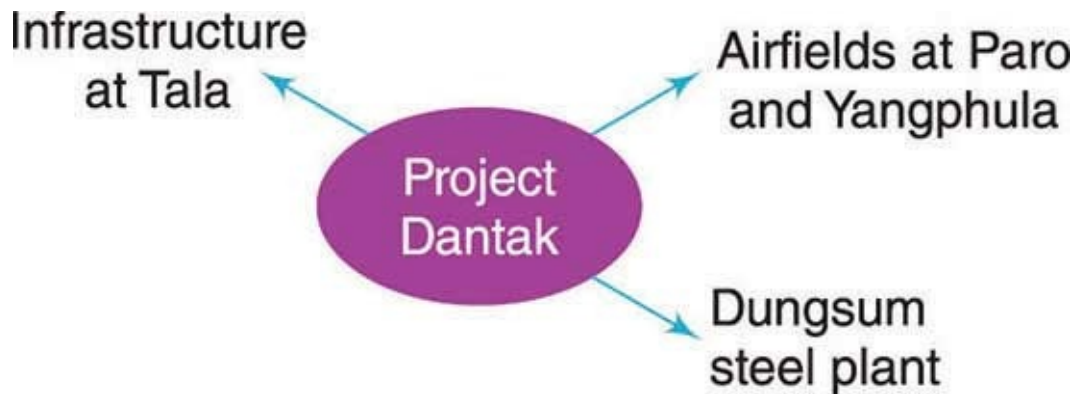 Infrastructure
at Tala
Airfields at Paro
and Yangphula
Project
Dantak
Dungsum
steel plant